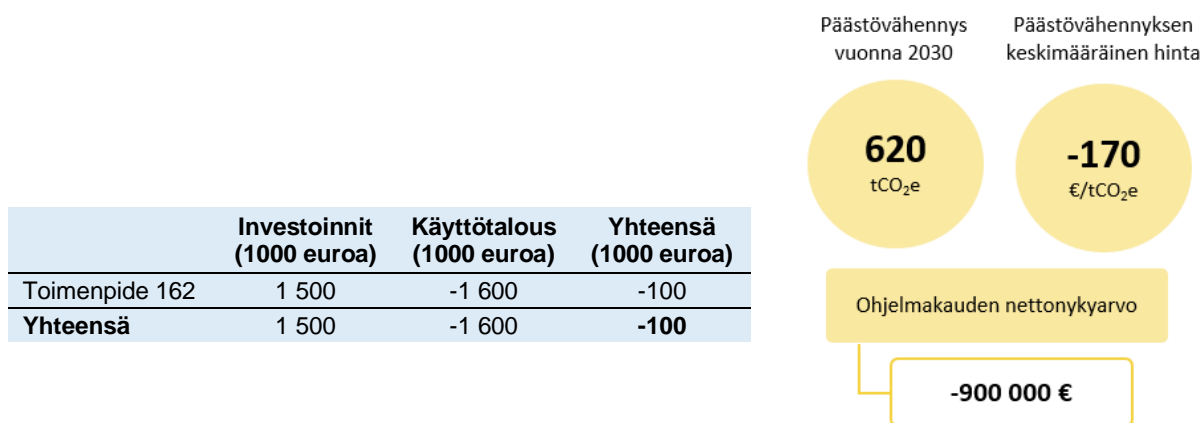 Päästövähennys
vuonna 2030
Päästövähennyksen
keskimääräinen hinta
620
tCO₂e
-170
€/tCO₂e
Investoinnit
(1000 euroa)
Käyttötalous
(1000 euroa)
Yhteensä
(1000 euroa)
Toimenpide 162 1 500 -1 600 -100
Yhteensä 1 500 -1 600 -100
Ohjelmakauden nettonykyarvo
-900 000 €